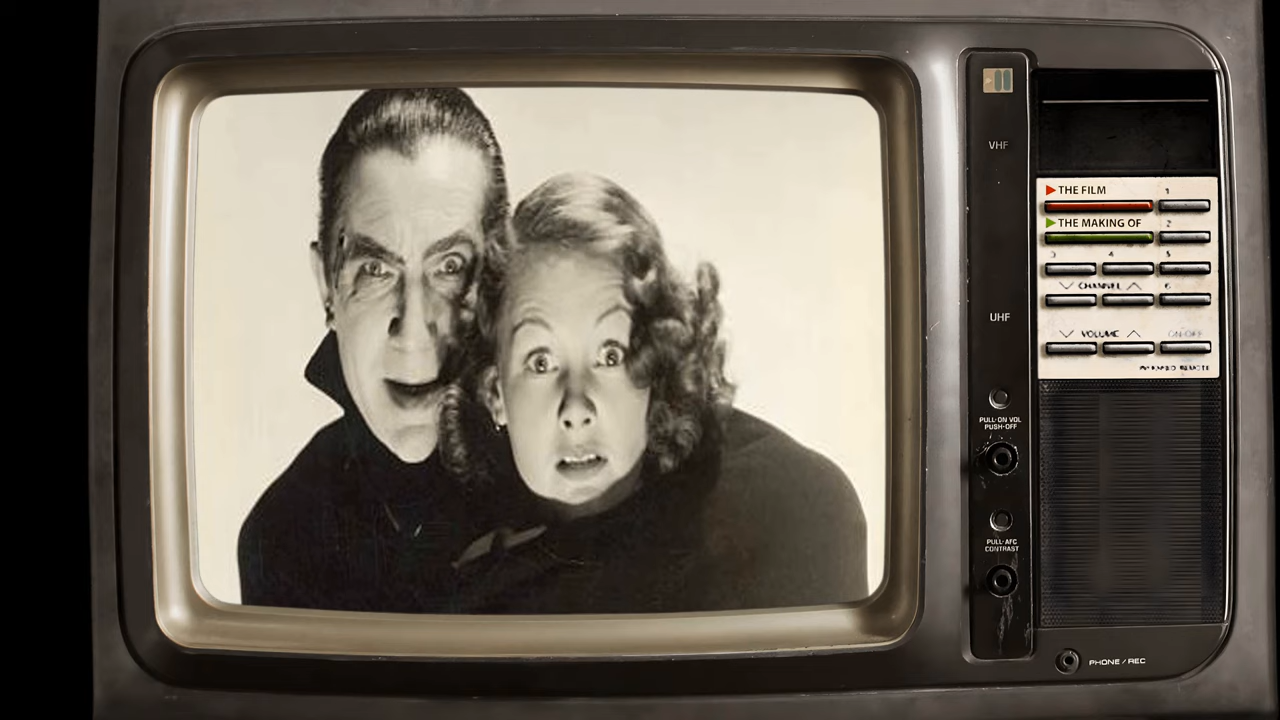 VHF
UHF
PULL-ON VOL
PUSH-OFF
PULL-AFC
CONTRAST
THE FILM
1
THE MAKING OF
2
3 4 5
CHANNEL 6
VOLUME ON-OFF
PHONE / REC